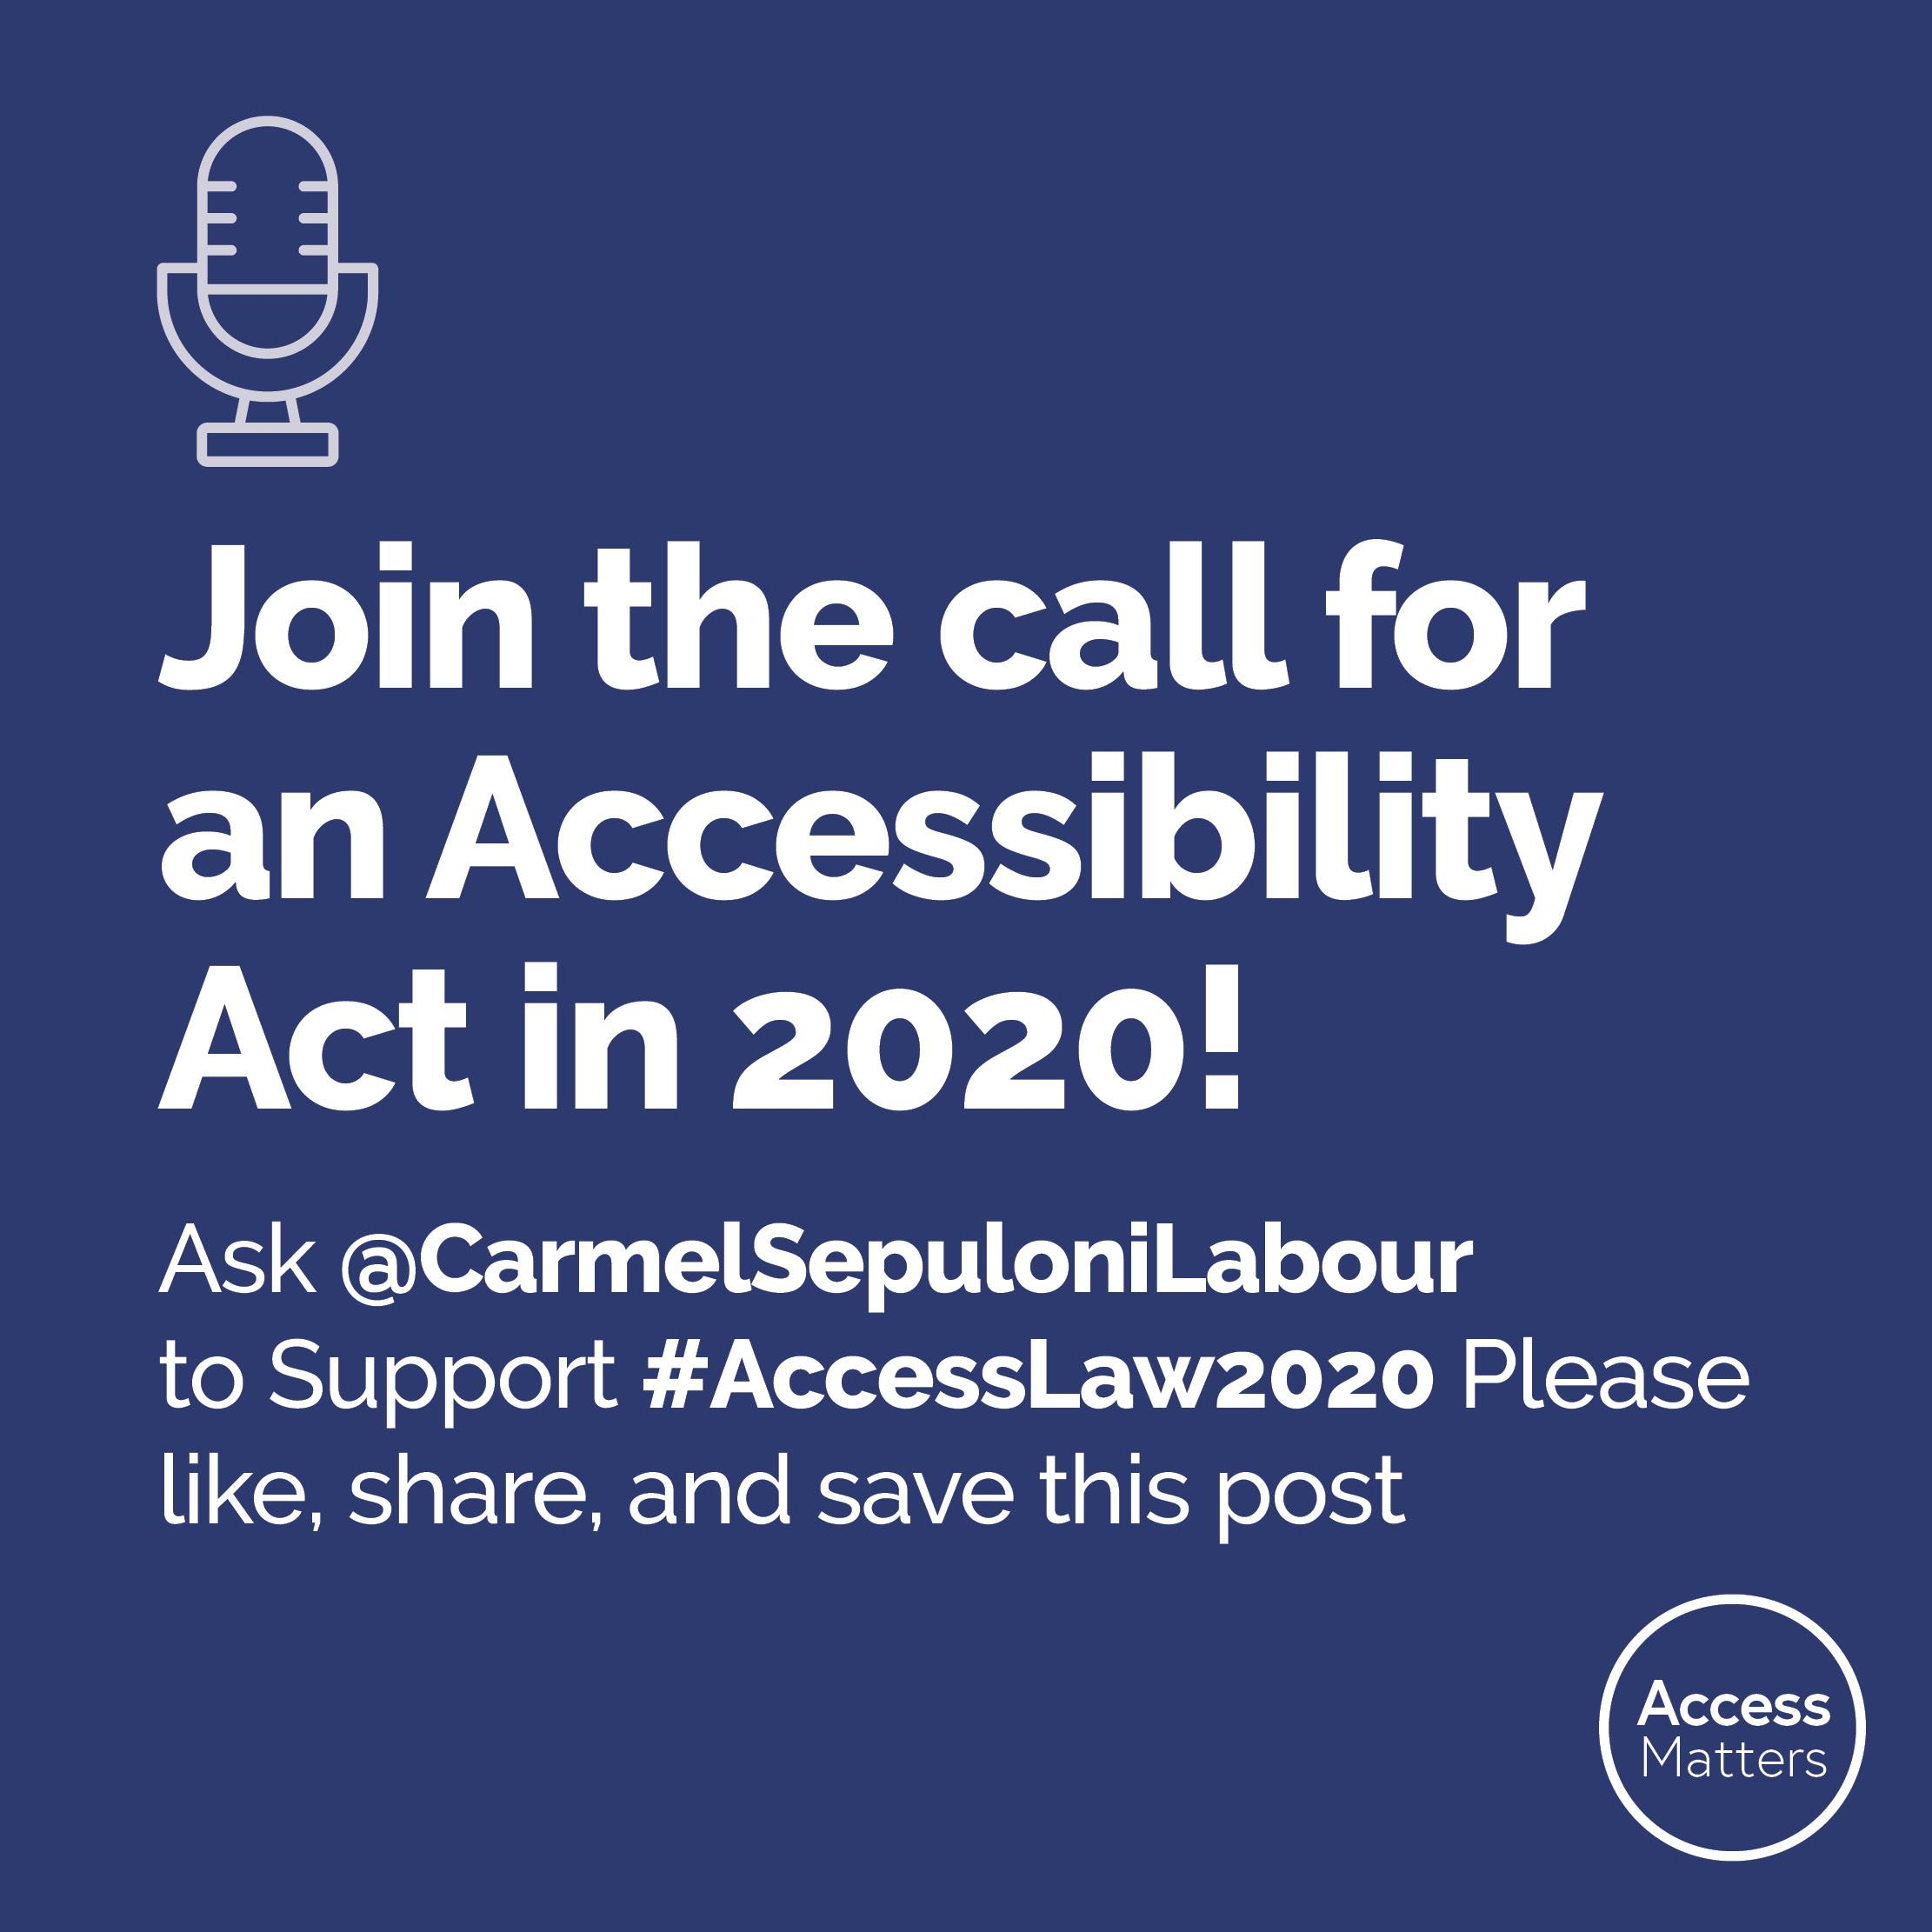 Join the call for
an Accessibility
Act in 2020!
Ask @CarmelSepuloniLabour
to Support #AccessLaw2020 Please
like, share, and save this post
Access
Matters